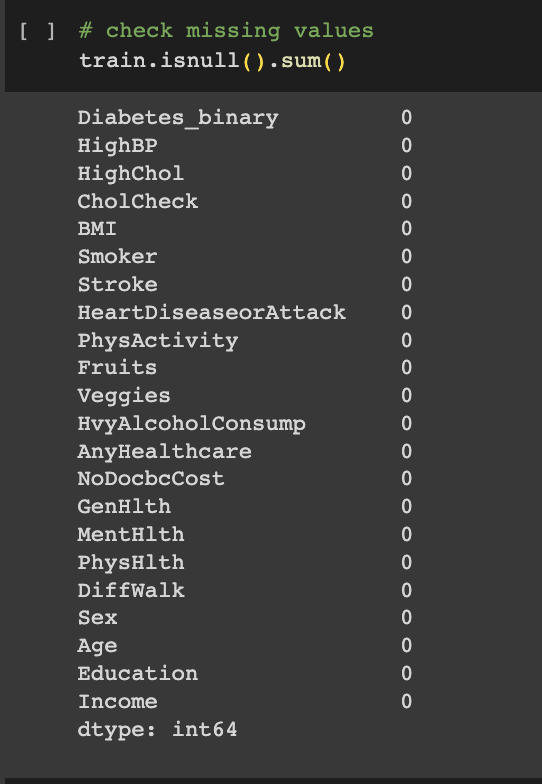 [ ] # check missing values
train.isnull().sum()
Diabetes_binary 0
HighBP 0
HighChol 0
CholCheck 0
BMI 0
Smoker 0
Stroke 0
HeartDiseaseorAttack 0
PhysActivity 0
Fruits 0
Veggies 0
HvyAlcoholConsump 0
AnyHealthcare 0
NoDocbcCost 0
GenHlth 0
MentHlth 0
PhysHlth 0
DiffWalk 0
Sex 0
Age 0
Education 0
Income 0
dtype: int64